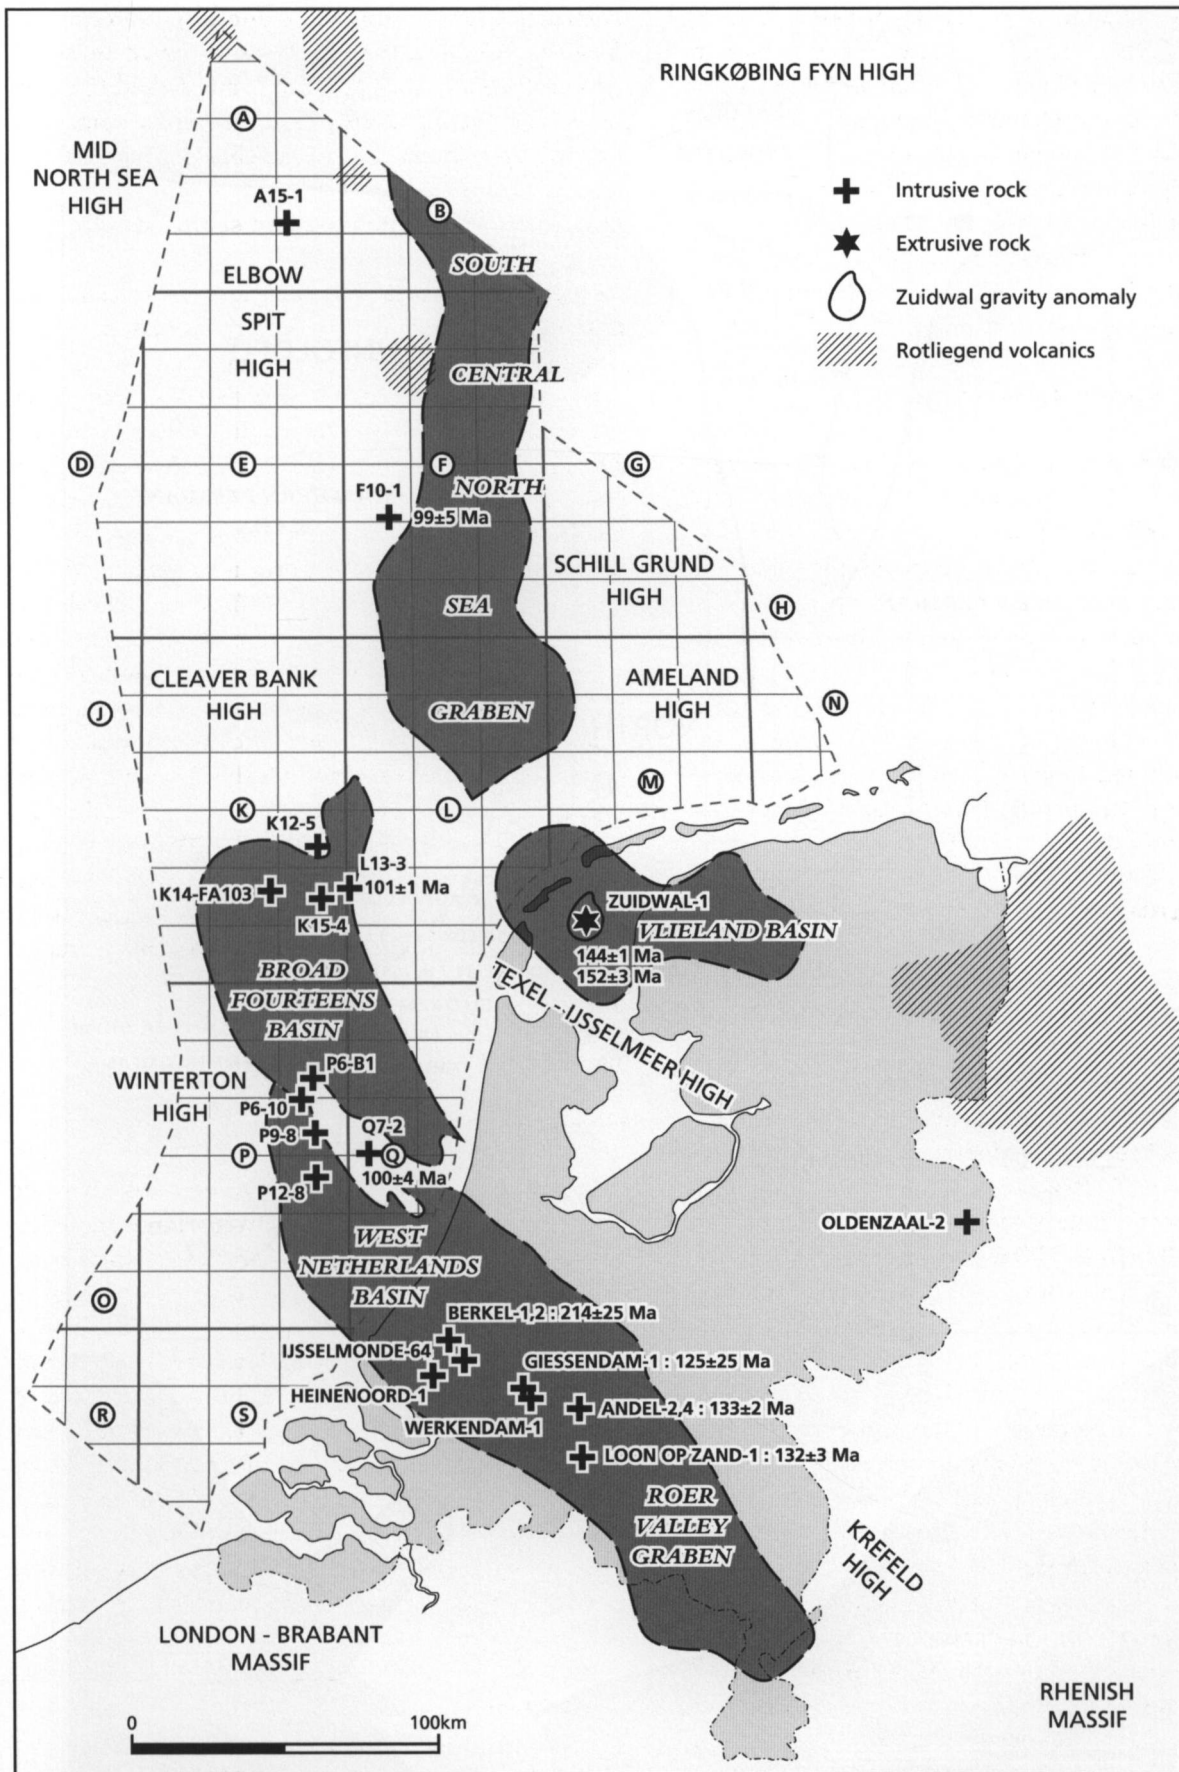 RINGKØBING FYN HIGH
A
MID
NORTH SEA
HIGH
A15-1
B
Intrusive rock
Extrusive rock
Zuidwal gravity anomaly
Rotliegend volcanics
ELBOW
SPIT
HIGH
SOUTH
CENTRAL
NORTH
SEA
GRABEN
D
E
F
G
F10-1
99±5 Ma
SCHILL GRUND
HIGH
H
CLEAVER BANK
HIGH
AMELAND
HIGH
J
N
M
K
L
K12-5
L13-3
101±1 Ma
K14-FA103
K15-4
ZUIDWAL-1
VLIELAND BASIN
144±1 Ma
152±3 Ma
BROAD
FOURTEENS
BASIN
TEXEL - IJSSELMEER HIGH
WINTERTON
HIGH
P6-B1
P6-10
P9-8
Q7-2
P
Q
100±4 Ma
P12-8
OLDENZAAL-2
WEST
NETHERLANDS
BASIN
O
BERKEL-1,2 : 214±25 Ma
IJSSELMONDE-64
GIESSENDAM-1 : 125±25 Ma
HEINENOORD-1
R
S
WERKENDAM-1
ANDEL-2,4 : 133±2 Ma
LOON OP ZAND-1 : 132±3 Ma
ROER
VALLEY
GRABEN
KREFELD
HIGH
LONDON - BRABANT
MASSIF
RHENISH
MASSIF
0
100km